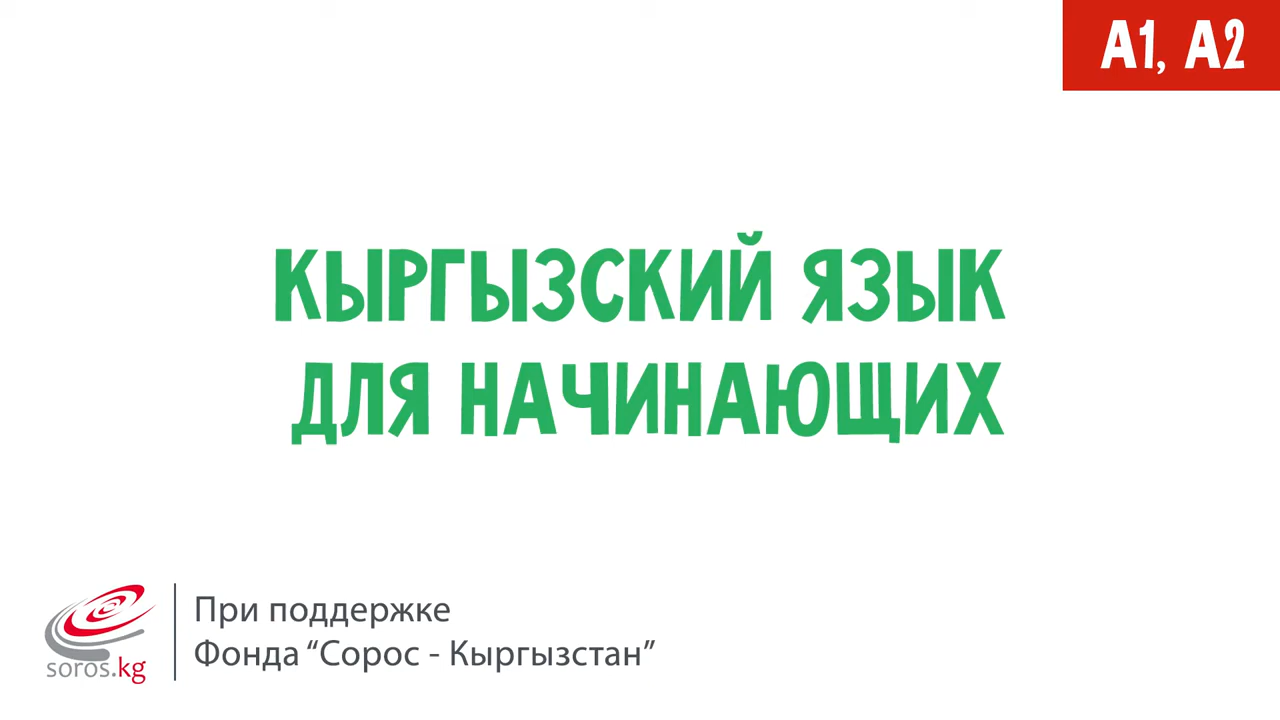 A1, A2
КЫРГЫЗСКИЙ ЯЗЫК
ДЛЯ НАЧИНАЮЩИХ
soros.kg
При поддержке
Фонда “Сорос - Кыргызстан”